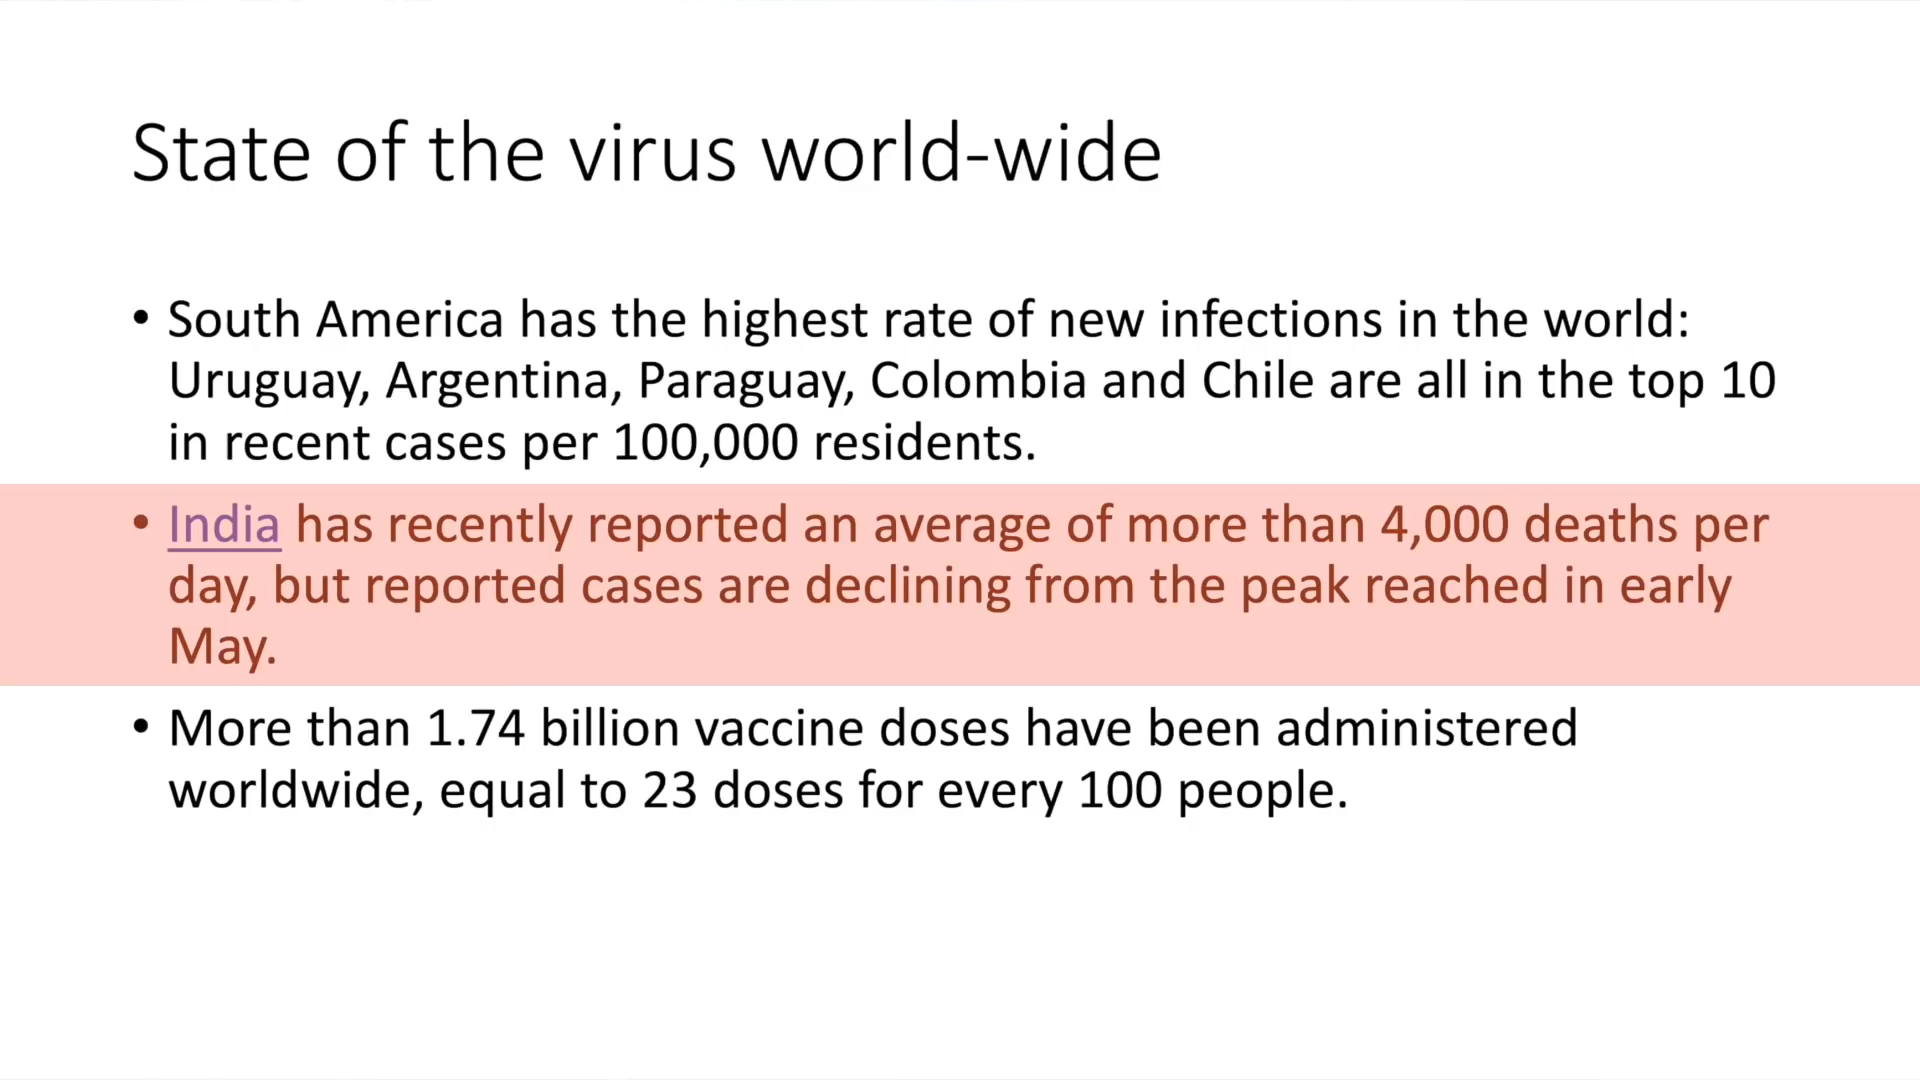 State of the virus world-wide
• South America has the highest rate of new infections in the world:
Uruguay, Argentina, Paraguay, Colombia and Chile are all in the top 10
in recent cases per 100,000 residents.
• India has recently reported an average of more than 4,000 deaths per
day, but reported cases are declining from the peak reached in early
May.
• More than 1.74 billion vaccine doses have been administered
worldwide, equal to 23 doses for every 100 people.